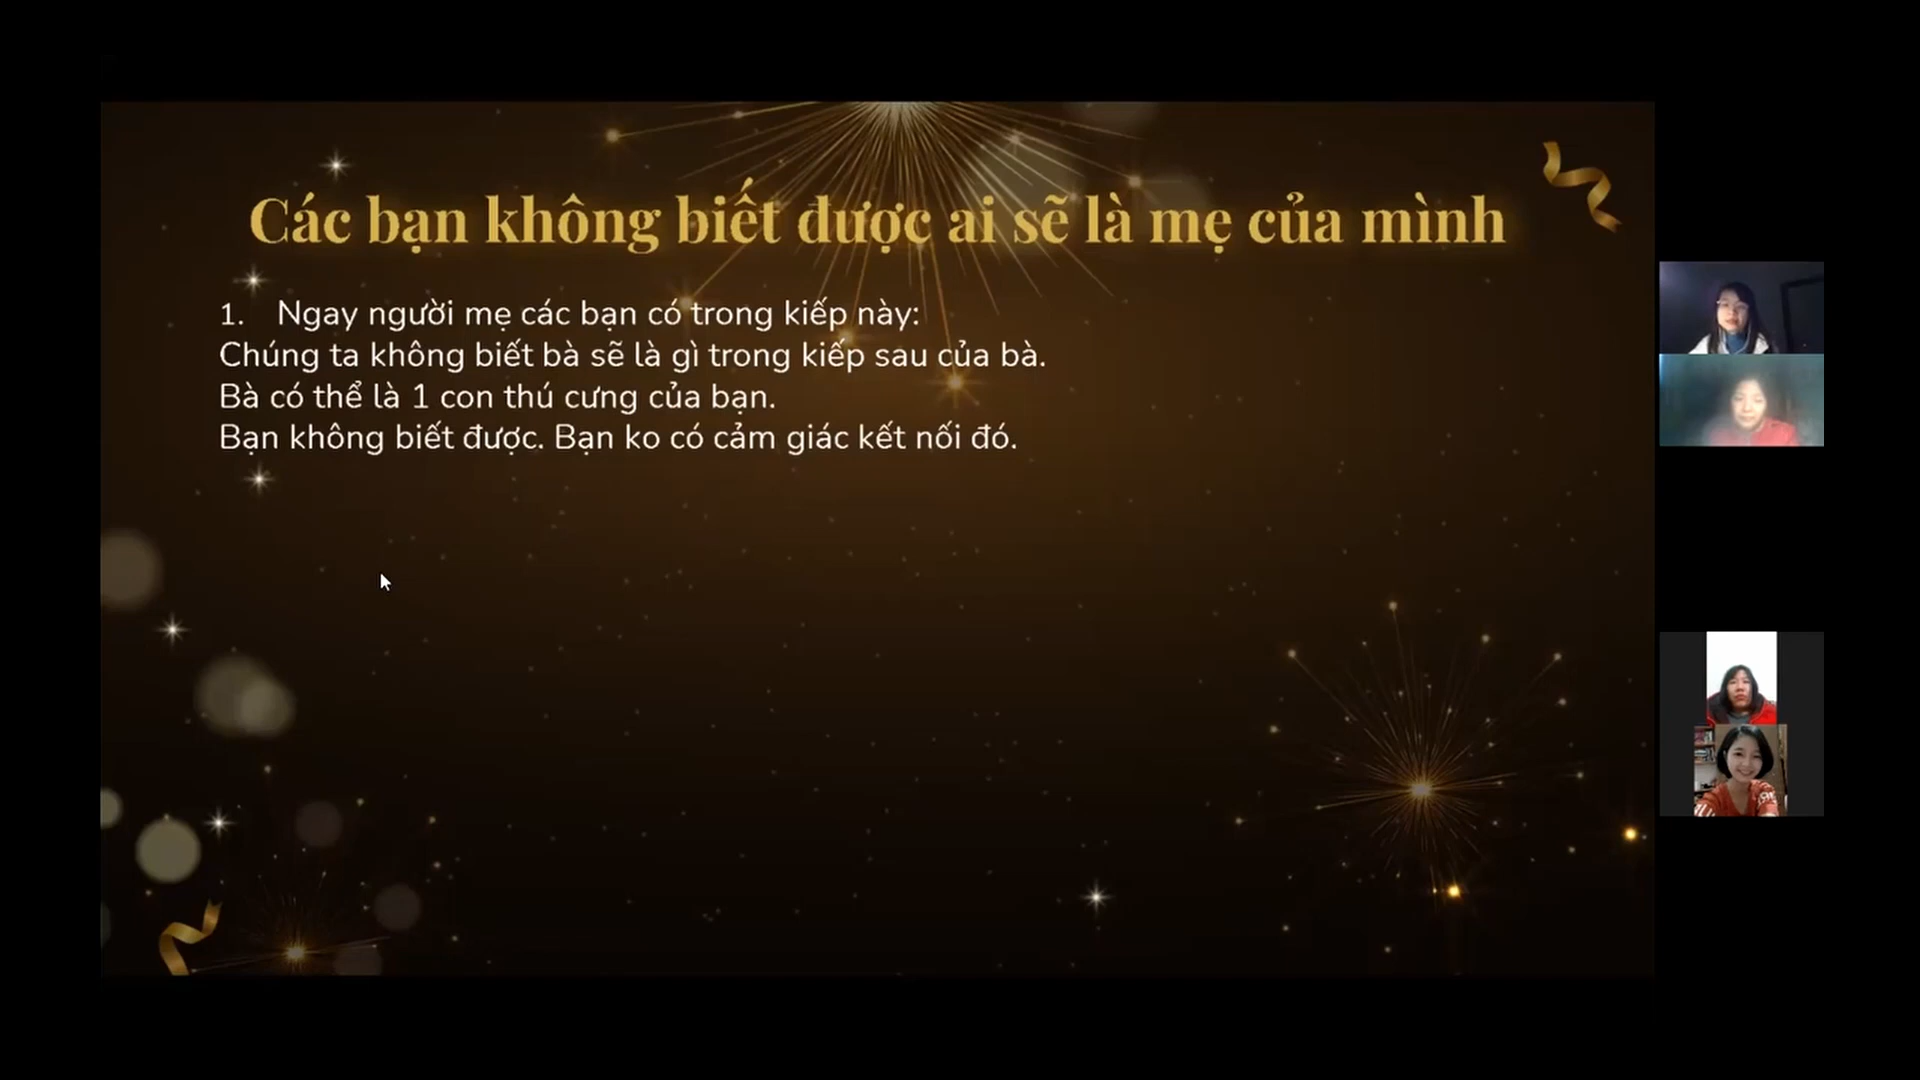 Các bạn không biết được ai sẽ là mẹ của mình
1. Ngay người mẹ các bạn có trong kiếp này:
Chúng ta không biết bà sẽ là gì trong kiếp sau của bà.
Bà có thể là 1 con thú cưng của bạn.
Bạn không biết được. Bạn ko có cảm giác kết nối đó.